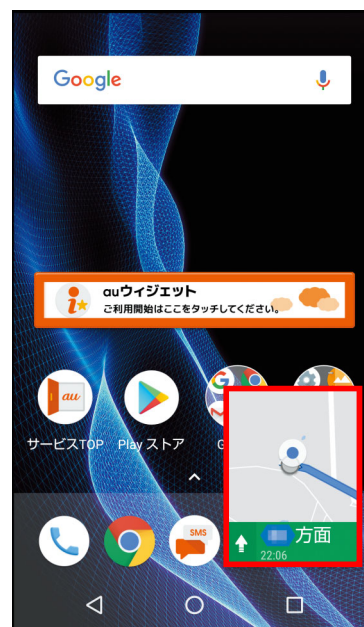 Google
auウィジェット
ご利用開始はここをタッチしてください。
au
サービスTOP
Play ストア
G
SMS
方面
22:06